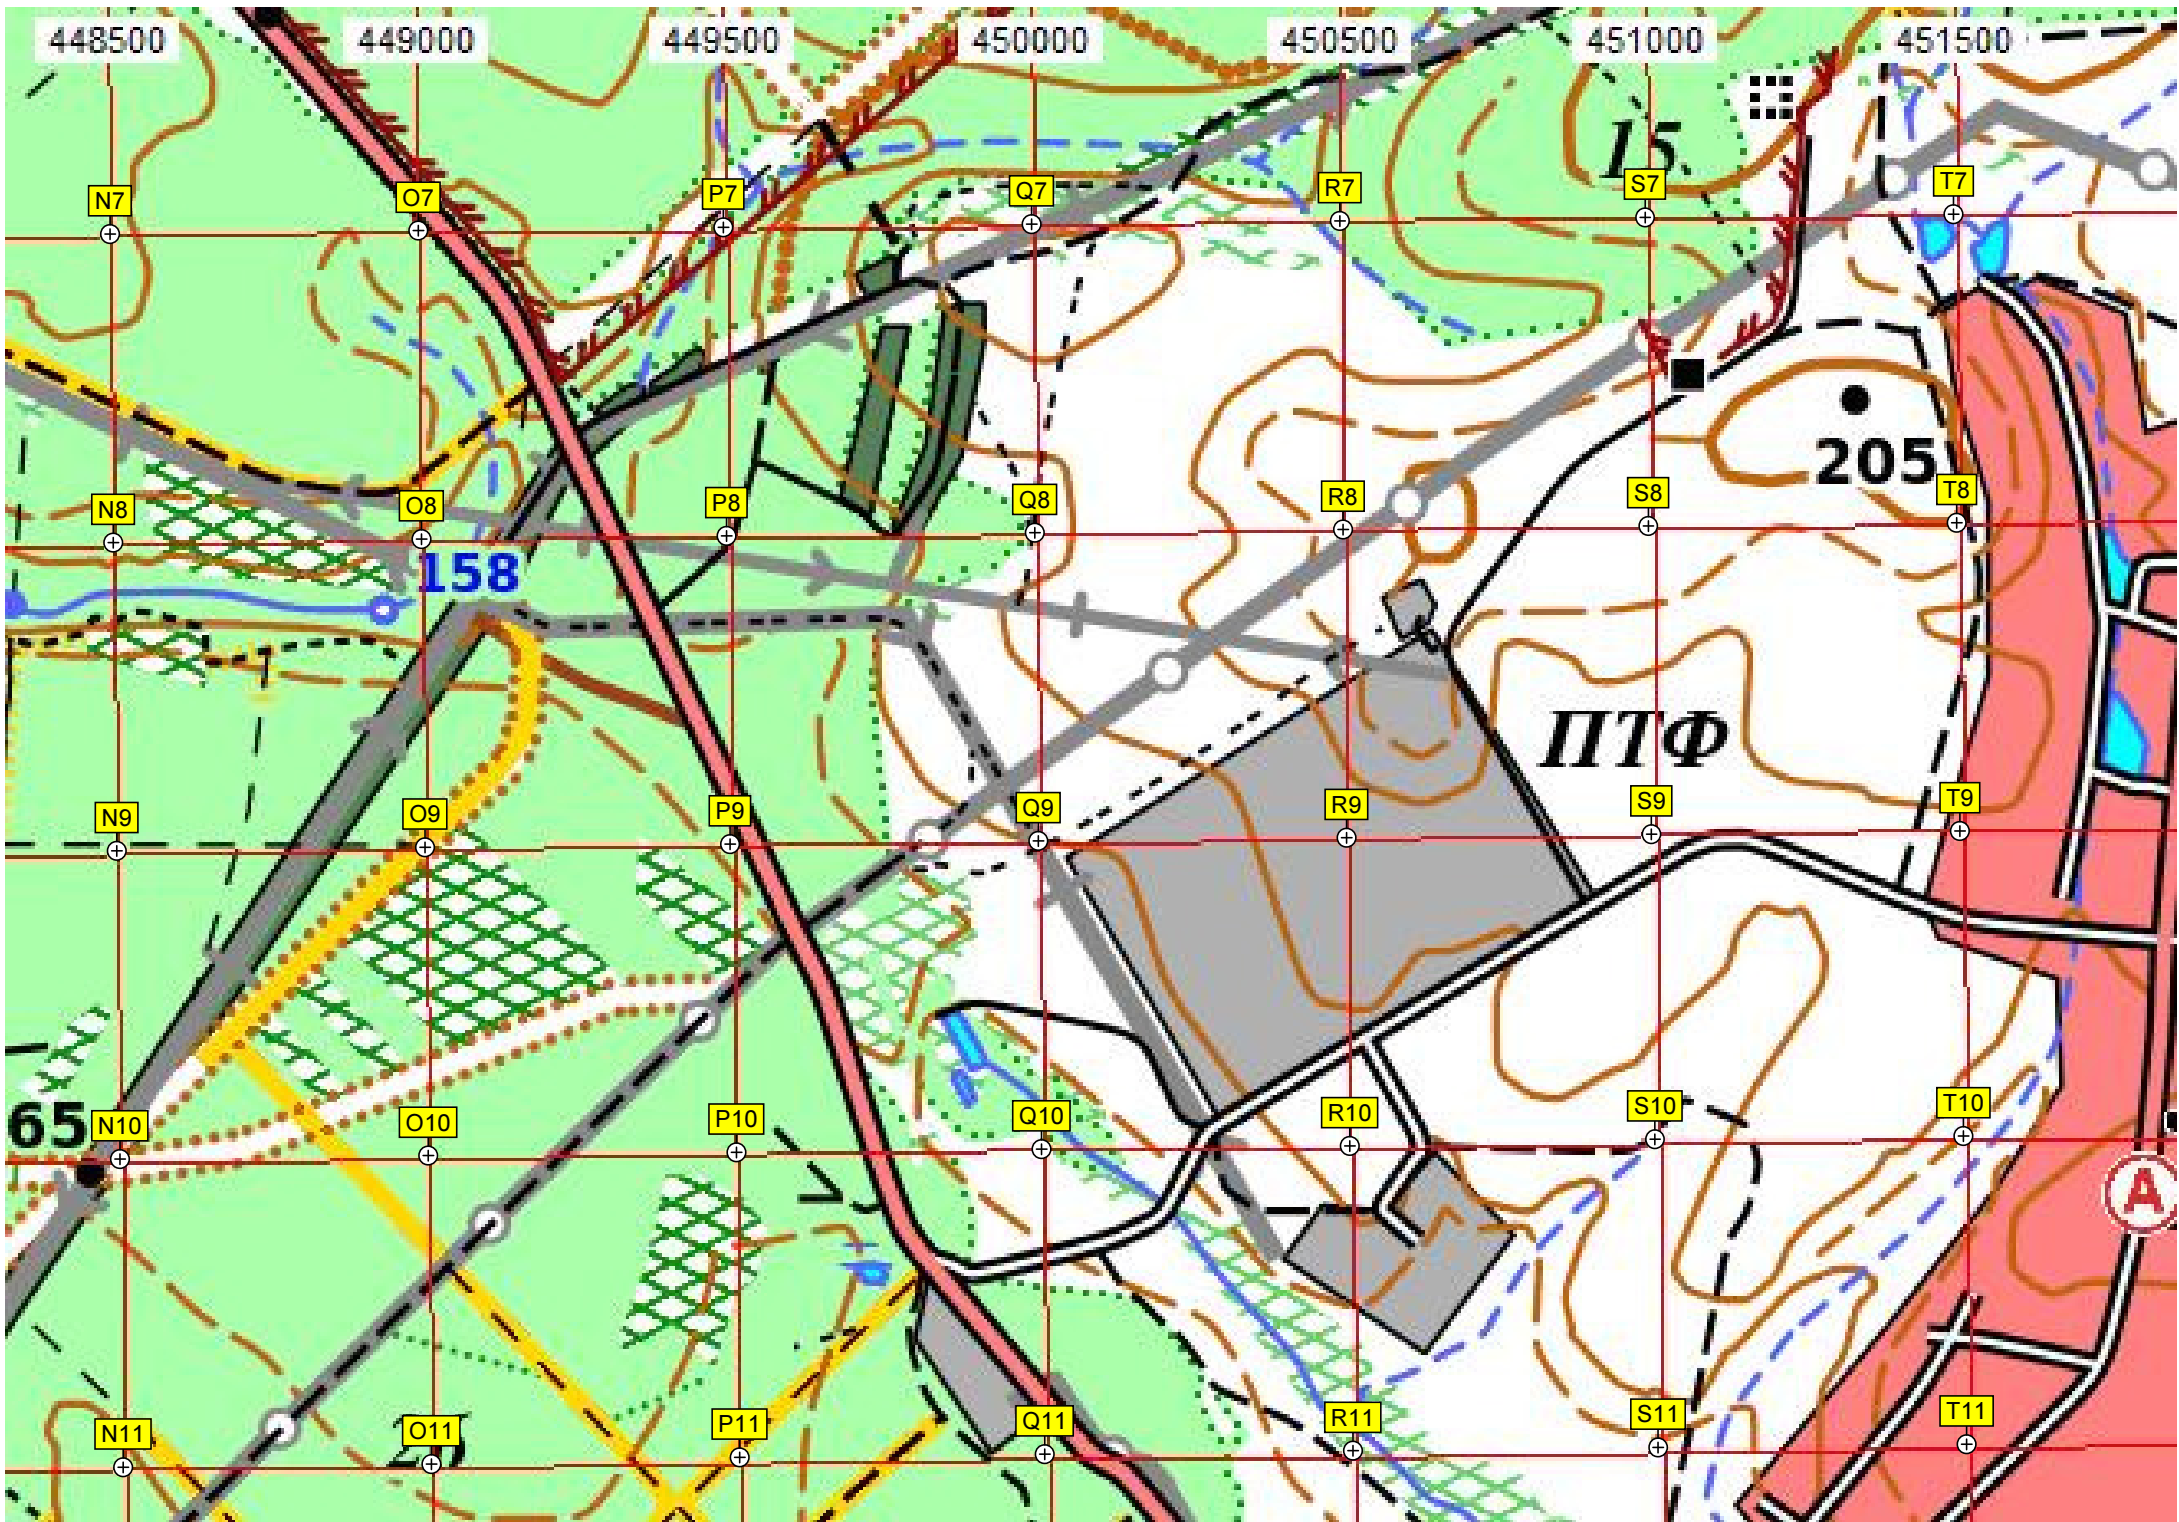 448500 449000 449500 450000 450500 451000 451500
15
N7 O7 P7 Q7 R7 S7 T7
205
N8 O8 P8 Q8 R8 S8 T8
158
ПТФ
N9 O9 P9 Q9 R9 S9 T9
65 N10 O10 P10 Q10 R10 S10 T10
А
N11 O11 P11 Q11 R11 S11 T11